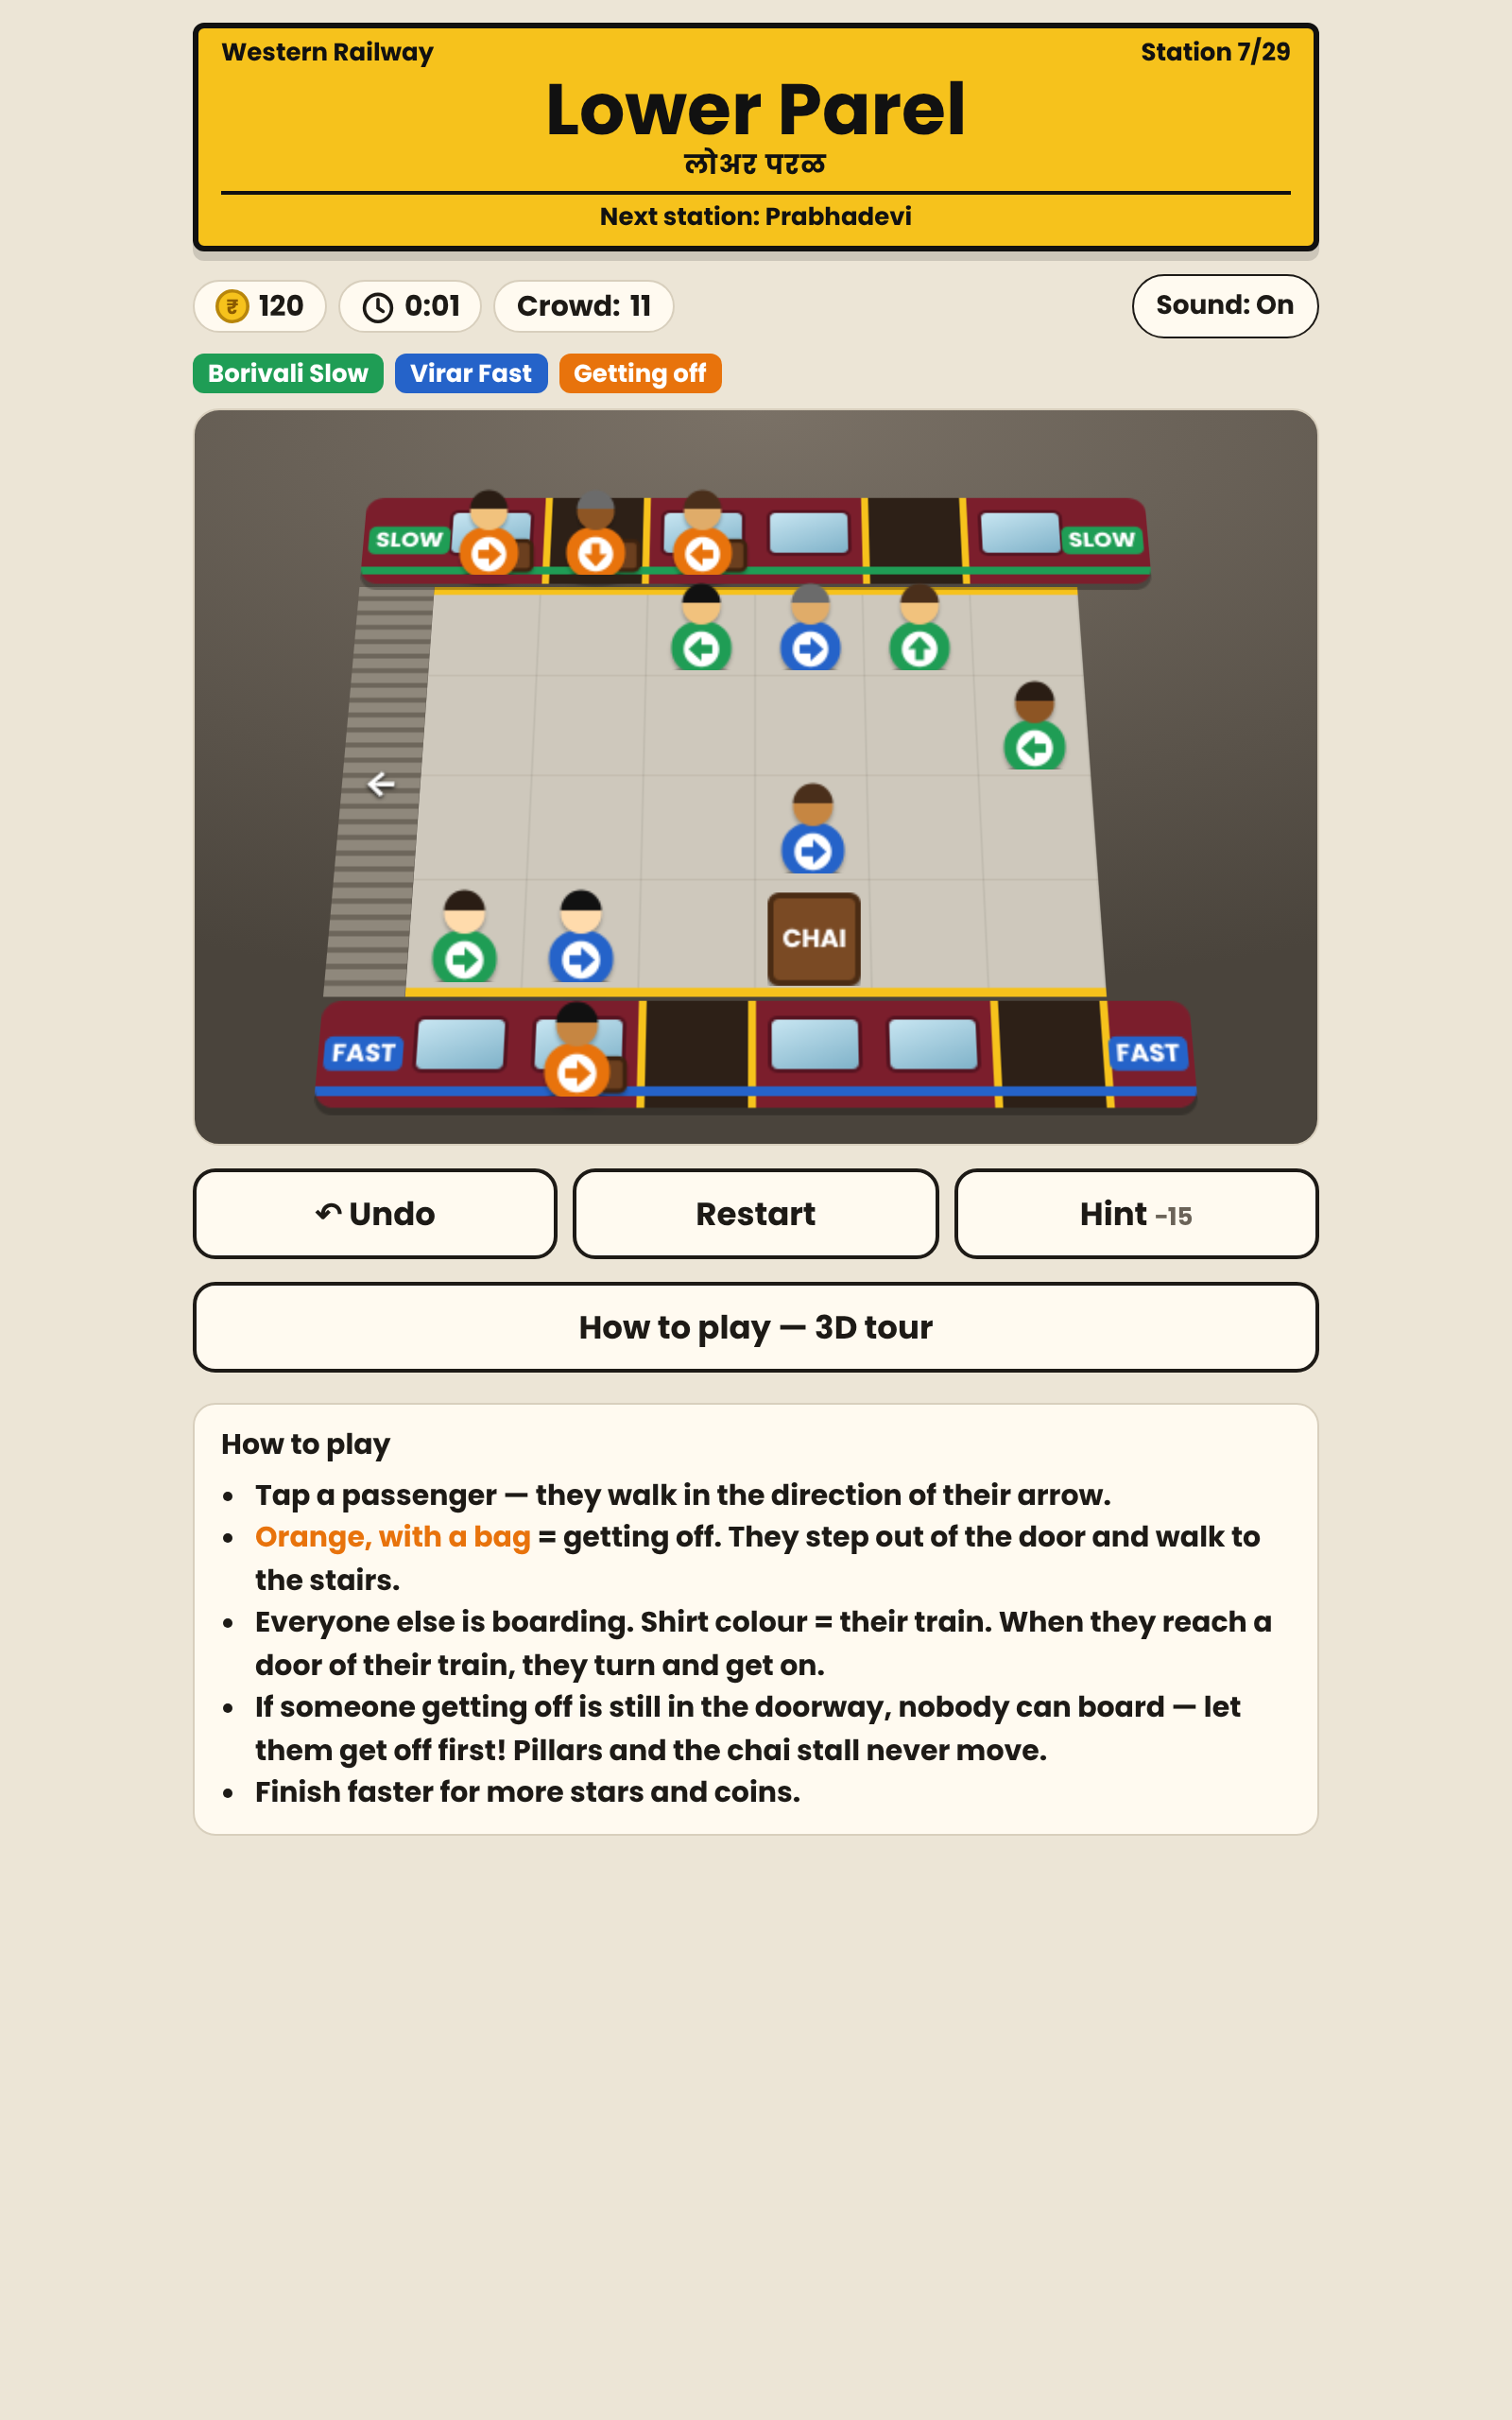 Western Railway
Station 7/29
Lower Parel
लोअर परळ
Next station: Prabhadevi
₹ 120
0:01
Crowd: 11
Sound: On
Borivali Slow
Virar Fast
Getting off
SLOW
SLOW
CHAI
FAST
FAST
↶ Undo
Restart
Hint -15
How to play — 3D tour
How to play
• Tap a passenger — they walk in the direction of their arrow.
• Orange, with a bag = getting off. They step out of the door and walk to
the stairs.
• Everyone else is boarding. Shirt colour = their train. When they reach a
door of their train, they turn and get on.
• If someone getting off is still in the doorway, nobody can board — let
them get off first! Pillars and the chai stall never move.
• Finish faster for more stars and coins.